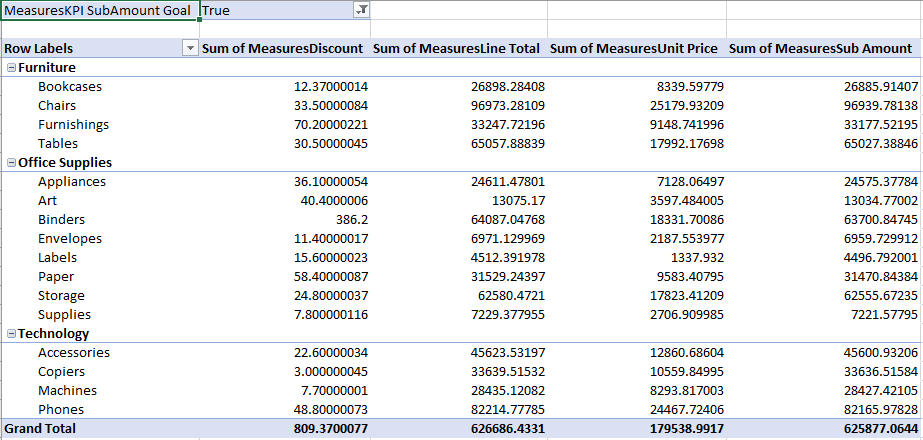 MeasuresKPI SubAmount Goal True
Row Labels Sum of MeasuresDiscount Sum of MeasuresLine Total Sum of MeasuresUnit Price Sum of MeasuresSub Amount
Furniture
Bookcases 12.37000014 26898.28408 8339.59779 26885.91407
Chairs 33.50000084 96973.28109 25179.93209 96939.78138
Furnishings 70.20000221 33247.72196 9148.741996 33177.52195
Tables 30.50000045 65057.88839 17992.17698 65027.38846
Office Supplies
Appliances 36.10000054 24611.47801 7128.06497 24575.37784
Art 40.4000006 13075.17 3597.484005 13034.77002
Binders 386.2 64087.04768 18331.70086 63700.84745
Envelopes 11.40000017 6971.129969 2187.553977 6959.729912
Labels 15.60000023 4512.391978 1337.932 4496.792001
Paper 58.40000087 31529.24397 9583.40795 31470.84384
Storage 24.80000037 62580.4721 17823.41209 62555.67235
Supplies 7.800000116 7229.377955 2706.909985 7221.57795
Technology
Accessories 22.60000034 45623.53197 12860.68604 45600.93206
Copiers 3.000000045 33639.51532 10559.84995 33636.51584
Machines 7.70000001 28435.12082 8293.817003 28427.42105
Phones 48.80000073 82214.77785 24467.72406 82165.97828
Grand Total 809.3700077 626686.4331 179538.9917 625877.0644